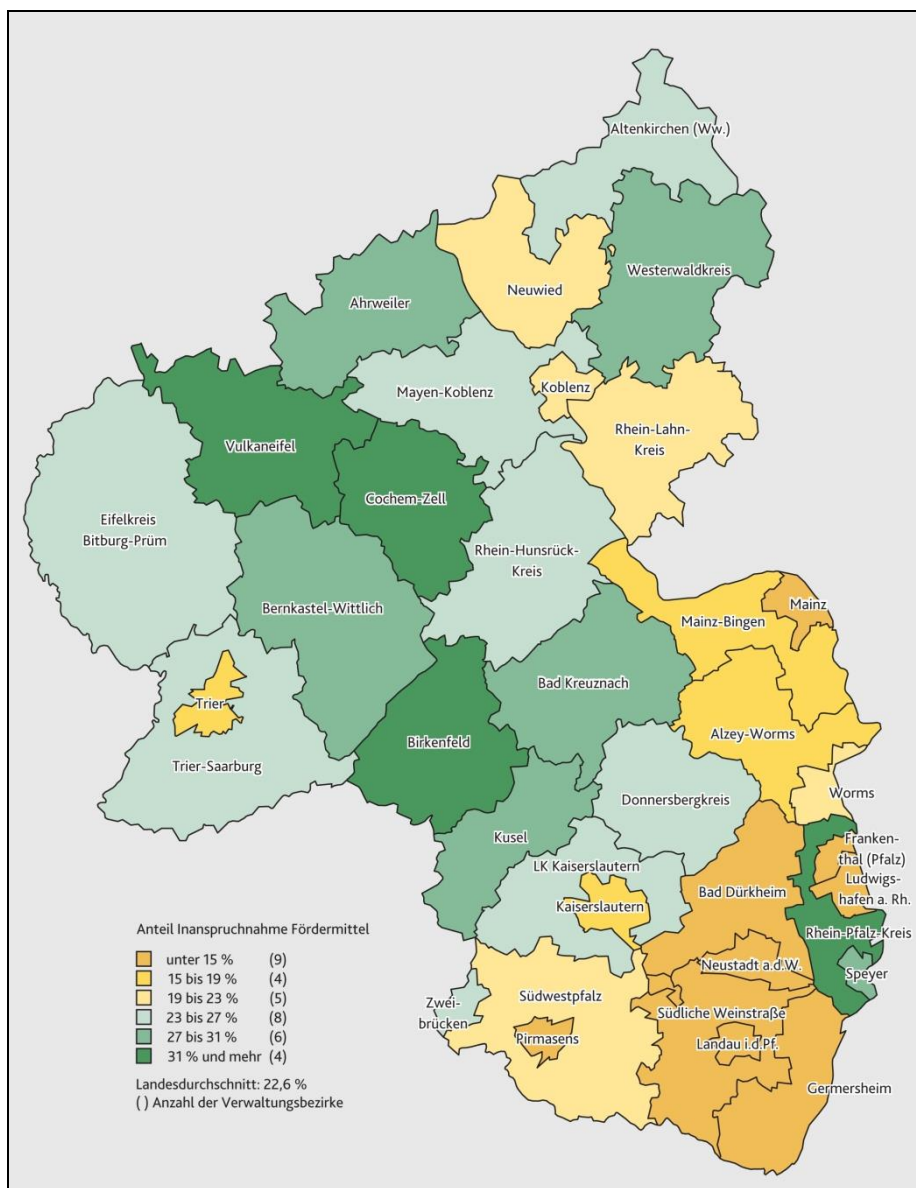 Altenkirchen (Ww.)
Westerwaldkreis
Neuwied
Ahrweiler
Koblenz
Mayen-Koblenz
Rhein-Lahn-
Kreis
Vulkaneifel
Cochem-Zell
Eifelkreis
Bitburg-Prüm
Rhein-Hunsrück-
Kreis
Bernkastel-Wittlich
Mainz
Mainz-Bingen
Bad Kreuznach
Trier
Alzey-Worms
Birkenfeld
Trier-Saarburg
Worms
Donnersbergkreis
Kusel
Franken-
thal (Pfalz)
LK Kaiserslautern
Ludwigs-
hafen a. Rh.
Bad Dürkheim
Kaiserslautern
Rhein-Pfalz-Kreis
Neustadt a.d.W.
Speyer
Zwei-
brücken
Südwestpfalz
Südliche Weinstraße
Pirmasens
Landau i.d.Pf.
Germersheim
Anteil Inanspruchnahme Fördermittel
unter 15 % (9)
15 bis 19 % (4)
19 bis 23 % (5)
23 bis 27 % (8)
27 bis 31 % (6)
31 % und mehr (4)
Landesdurchschnitt: 22,6 %
( ) Anzahl der Verwaltungsbezirke